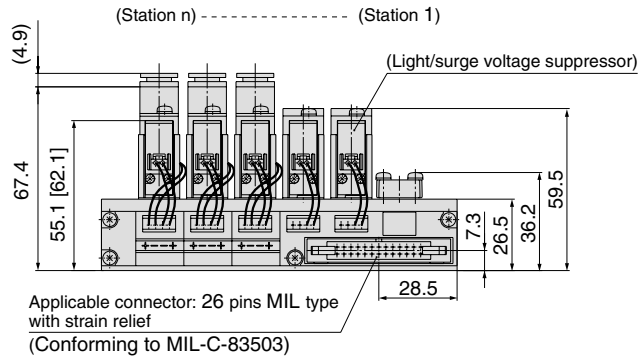 (Station n) (Station 1)
(4.9)
(Light/surge voltage suppressor)
67.4
55.1 [62.1]
59.5
36.2
26.5
7.3
28.5
Applicable connector: 26 pins MIL type
with strain relief
(Conforming to MIL-C-83503)